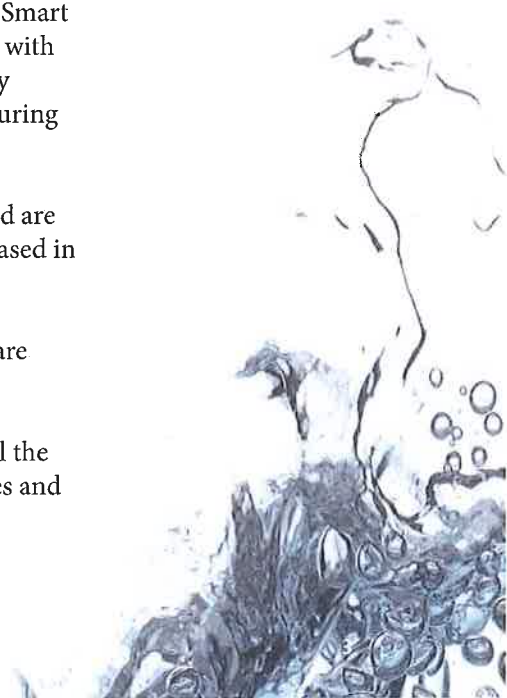 Smart
with
y
uring
d are
ased in
are
l the
es and